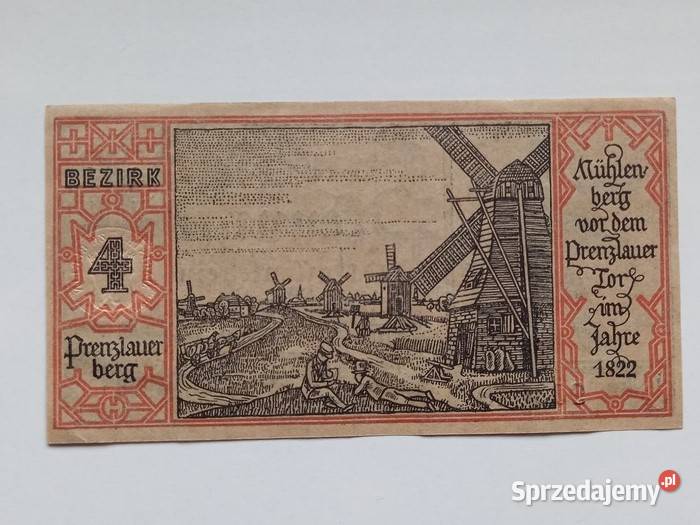 BEZIRK
4
Prenzlauer
berg
Mühlen-
berg
vor dem
Prenzlauer
Tor
im
Jahre
1822
Sprzedajemy.pl